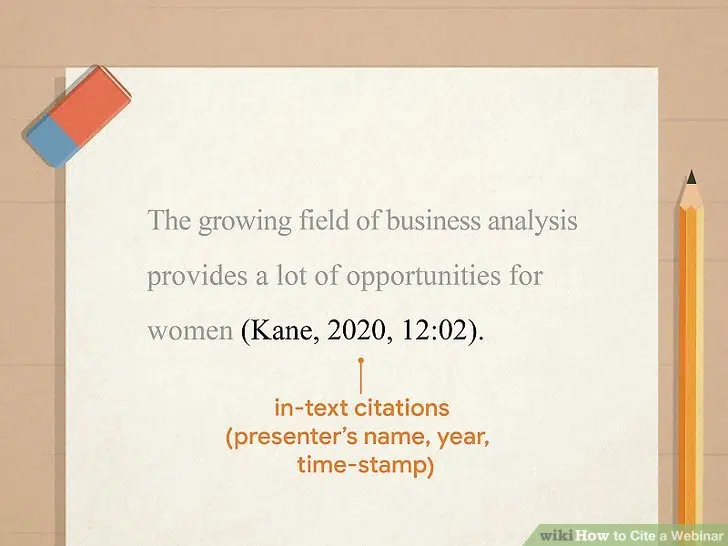 The growing field of business analysis
provides a lot of opportunities for
women (Kane, 2020, 12:02).
in-text citations
(presenter's name, year,
time-stamp)
wikiHow to Cite a Webinar